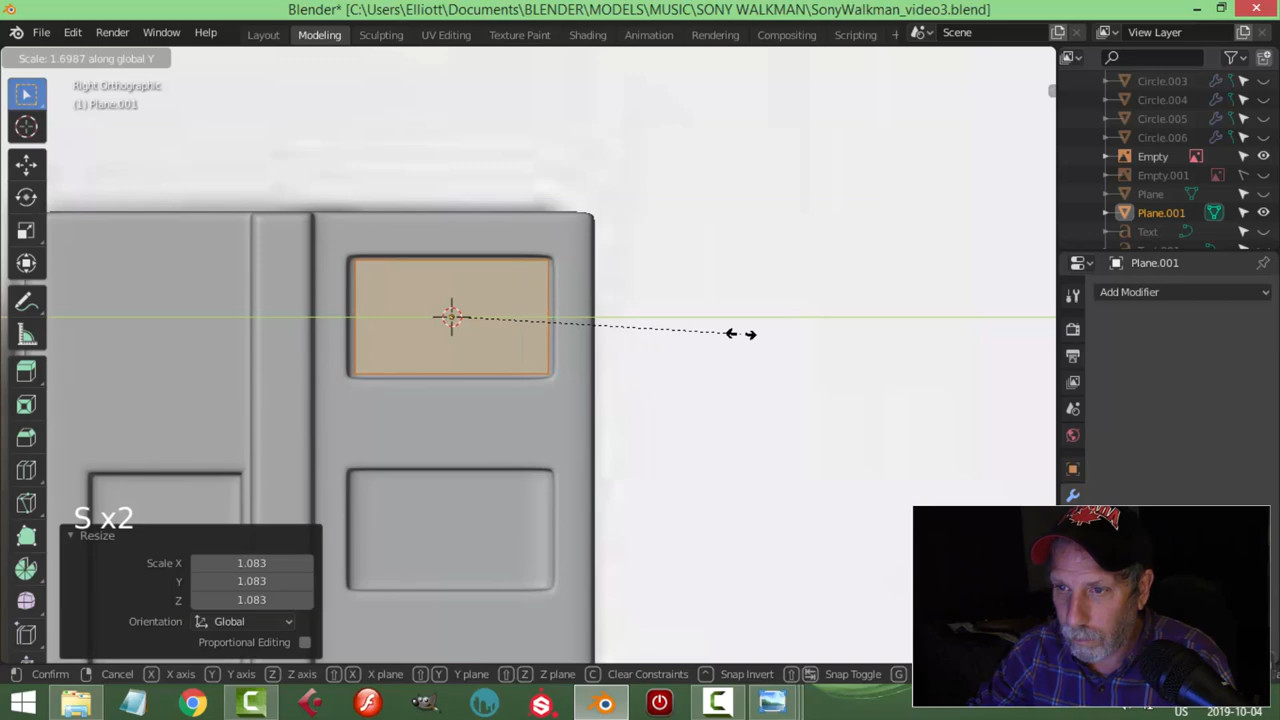 Blender* [C:\Users\Elliott\Documents\BLENDER\MODELS\MUSIC\SONY WALKMAN\SonyWalkman_video3.blend]
File Edit Render Window Help Layout Modeling Sculpting UV Editing Texture Paint Shading Animation Rendering Compositing Scripting + Scene View Layer
Scale: 1.6987 along global Y
Right Orthographic
(1) Plane.001
Circle.003
Circle.004
Circle.005
Circle.006
Empty
Empty.001
Plane
Plane.001
Text
Plane.001
Add Modifier
S x2
Resize
Scale X 1.083
Y 1.083
Z 1.083
Orientation Global
Proportional Editing
Confirm Cancel X X axis Y Y axis Z Z axis X X plane Y Y plane Z Z plane C Clear Constraints Snap Invert Snap Toggle G
US 2019-10-04